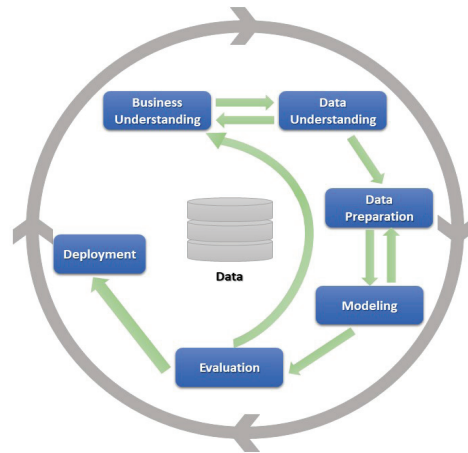 Business
Understanding
Data
Understanding
Data
Preparation
Deployment
Data
Modeling
Evaluation